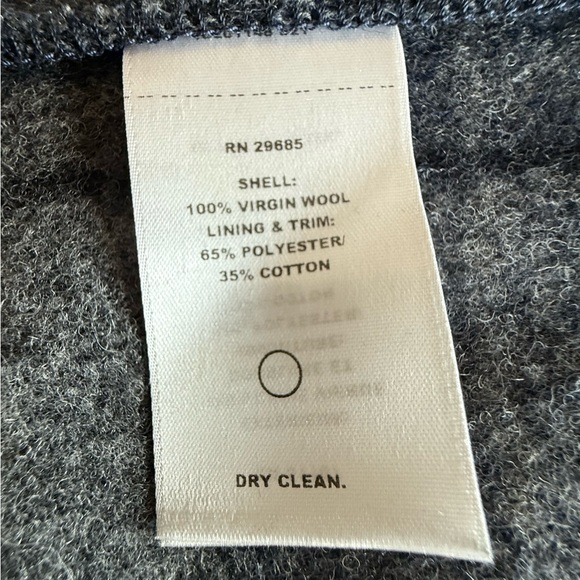 RN 29685
SHELL:
100% VIRGIN WOOL
LINING & TRIM:
65% POLYESTER/
35% COTTON
DRY CLEAN.